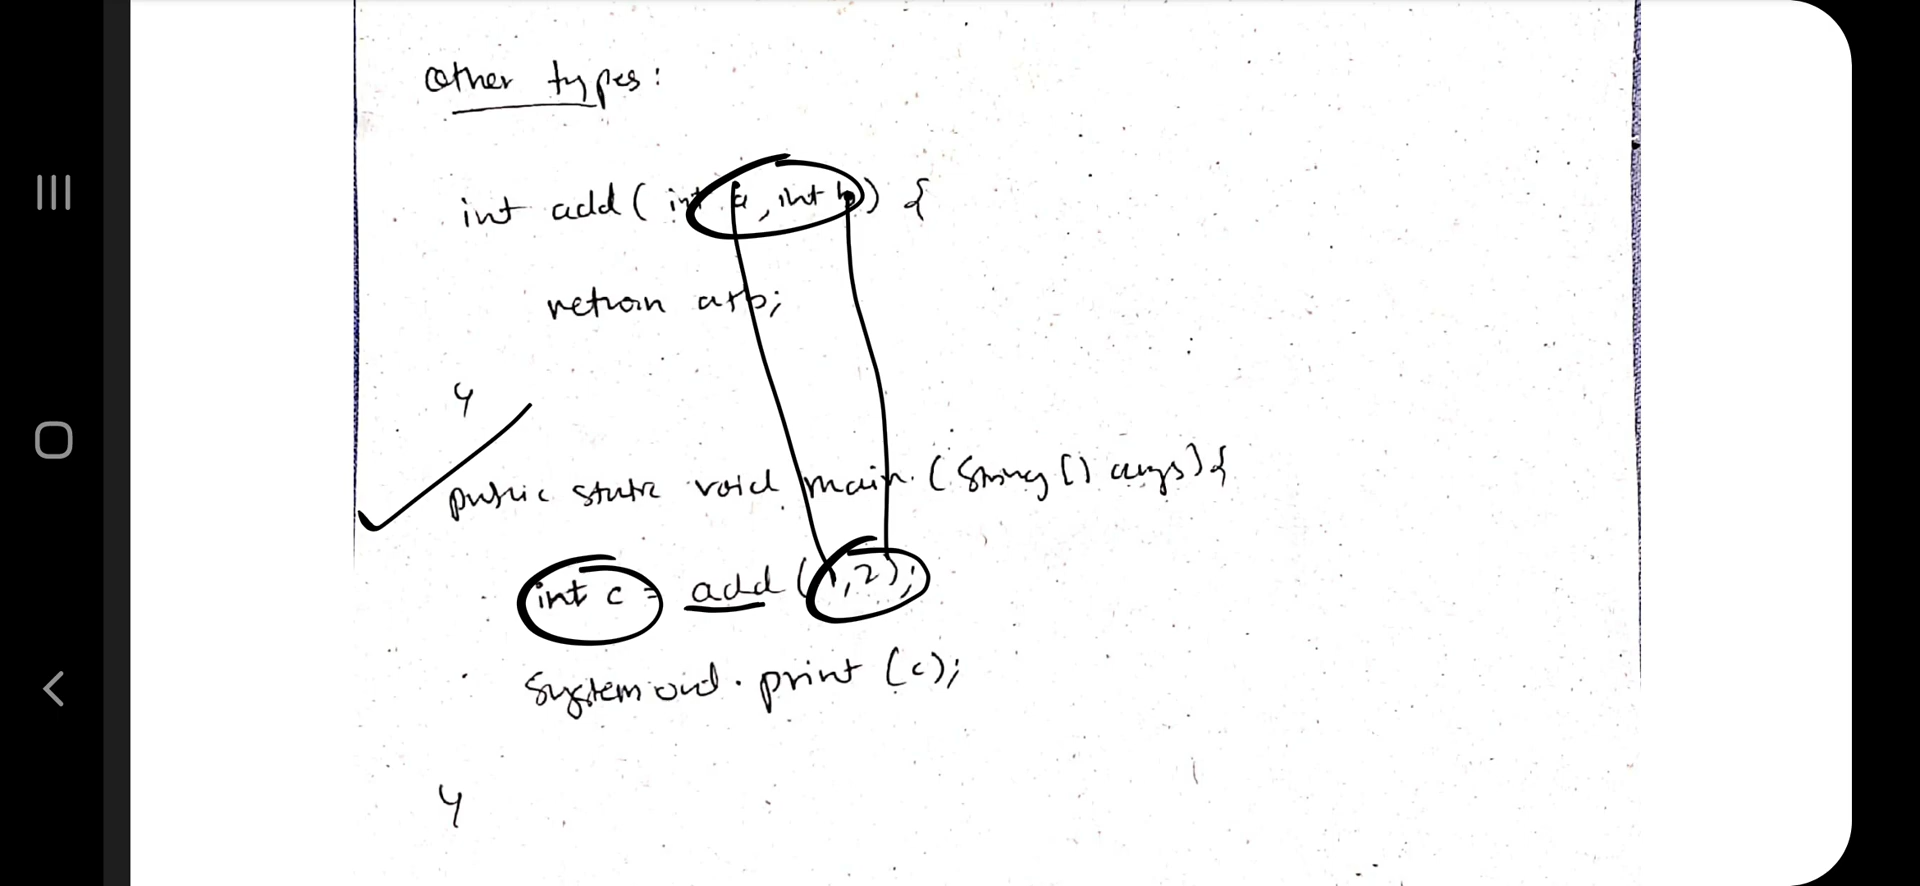 Other types:
int add (int a, int b) {
return a+b;
}
public static void main (String [] args) {
int c = add (1,2);
System out. print (c);
}